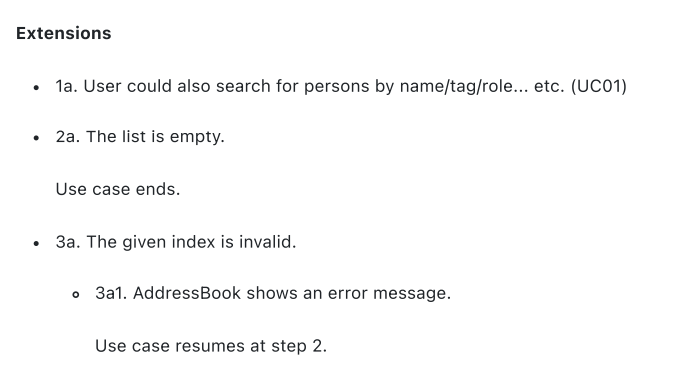 Extensions
1a. User could also search for persons by name/tag/role... etc. (UC01)
2a. The list is empty.
Use case ends.
3a. The given index is invalid.
3a1. AddressBook shows an error message.
Use case resumes at step 2.